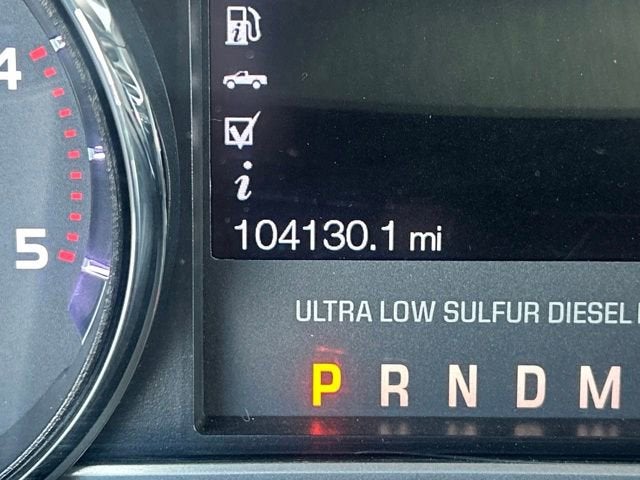 4
i
5
104130.1 mi
ULTRA LOW SULFUR DIESEL
P R N D M